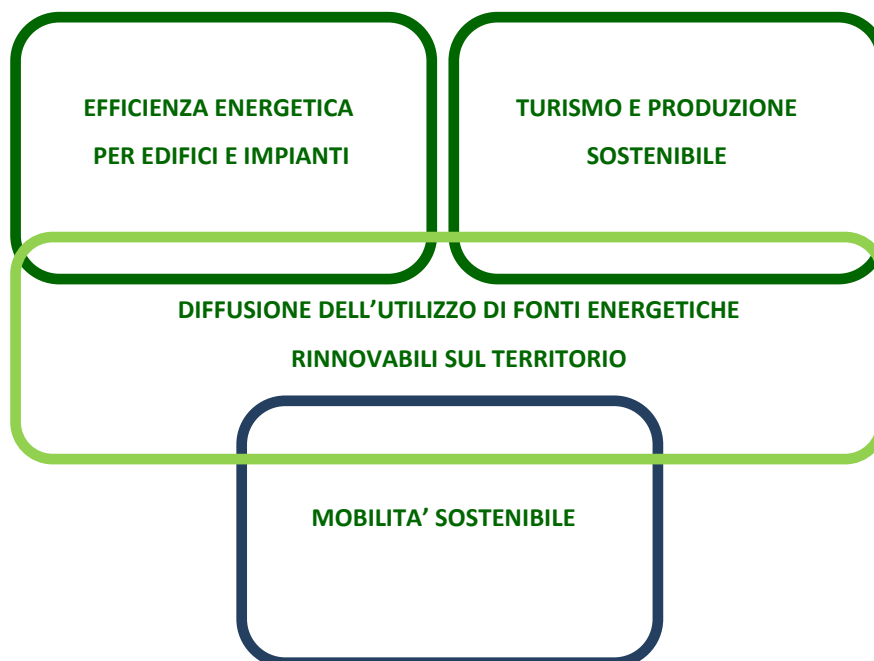 EFFICIENZA ENERGETICA
PER EDIFICI E IMPIANTI
TURISMO E PRODUZIONE
SOSTENIBILE
DIFFUSIONE DELL’UTILIZZO DI FONTI ENERGETICHE
RINNOVABILI SUL TERRITORIO
MOBILITA’ SOSTENIBILE